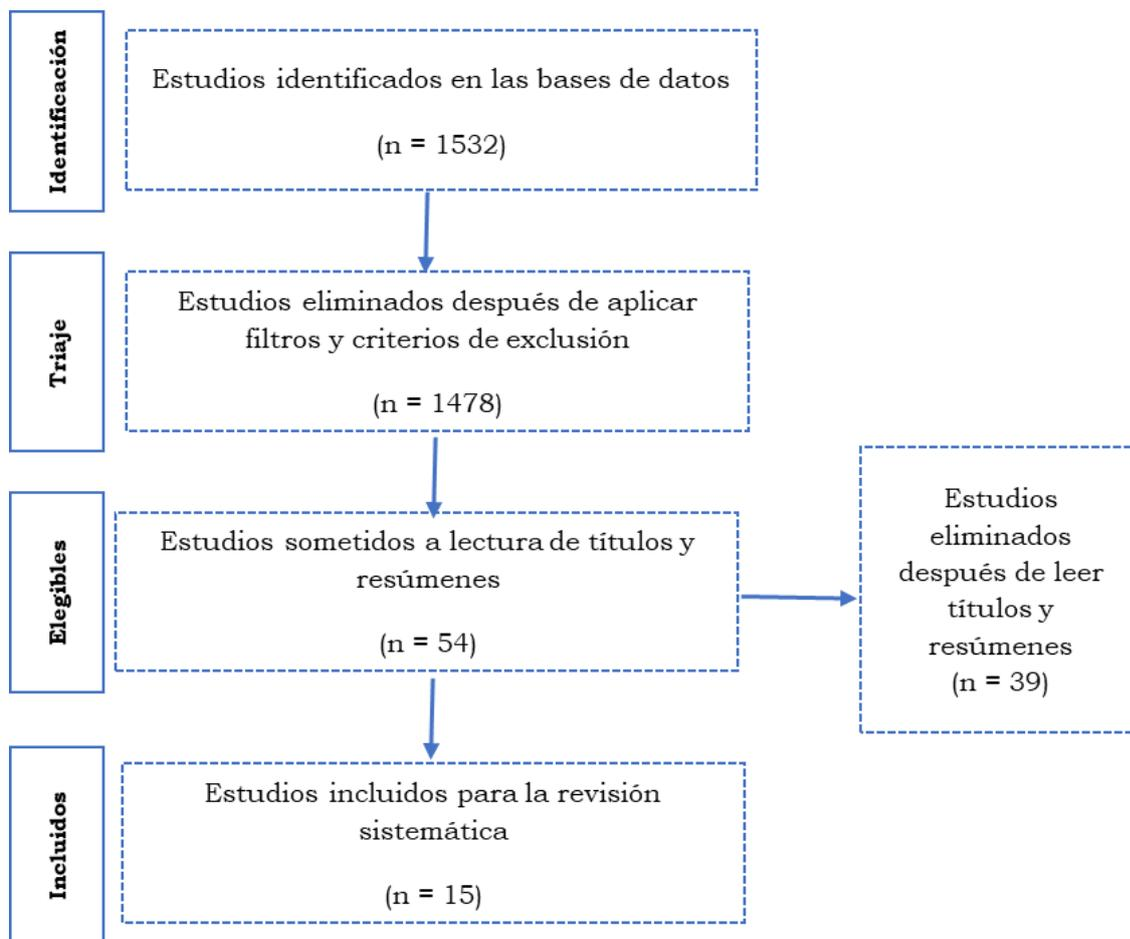 Identificación
Estudios identificados en las bases de datos
(n = 1532)
Triaje
Estudios eliminados después de aplicar
filtros y criterios de exclusión
(n = 1478)
Elegibles
Estudios sometidos a lectura de títulos y
resúmenes
(n = 54)
Estudios
eliminados
después de leer
títulos y
resúmenes
(n = 39)
Incluidos
Estudios incluidos para la revisión
sistemática
(n = 15)